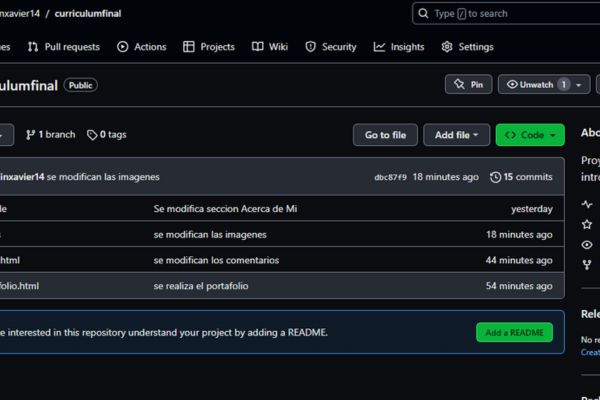 nxavier14 / curriculumfinal
Type / to search
es Pull requests Actions Projects Wiki Security Insights Settings
ulumfinal Public
Pin Unwatch 1
1 branch 0 tags
Go to file Add file Code
Abo
inxavier14 se modifican las imagenes
dbc87f9 18 minutes ago 15 commits
Proy
intro
le Se modifica seccion Acerca de Mi yesterday
s se modifican las imagenes 18 minutes ago
.html se modifican los comentarios 44 minutes ago
folio.html se realiza el portafolio 54 minutes ago
Rele
e interested in this repository understand your project by adding a README.
Add a README
No re
Creat